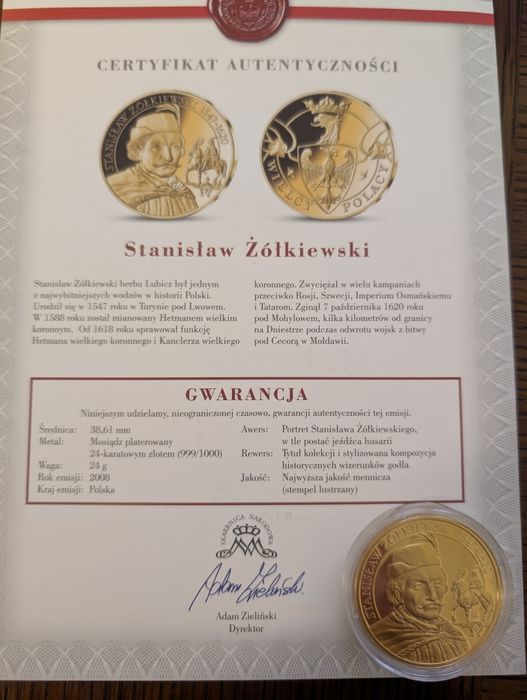 CERTYFIKAT AUTENTYCZNOŚCI
STANISŁAW ŻÓŁKIEWSKI 1547-1620
WIELCY POLACY
Stanisław Żółkiewski
Stanisław Żółkiewski herbu Lubicz był jednym
z najwybitniejszych wodzów w historii Polski.
Urodził się w 1547 roku w Turynie pod Lwowem.
W 1588 roku został mianowany Hetmanem wielkim
koronnym. Od 1618 roku sprawował funkcję
Hetmana wielkiego koronnego i Kanclerza wielkiego
koronnego. Zwyciężał w wielu kampaniach
przeciwko Rosji, Szwecji, Imperium Osmańskiemu
i Tatarom. Zginął 7 października 1620 roku
pod Mohylowem, kilka kilometrów od granicy
na Dniestrze podczas odwrotu wojsk z bitwy
pod Cecorą w Mołdawii.
GWARANCJA
Niniejszym udzielamy, nieograniczonej czasowo, gwarancji autentyczności tej emisji.
Średnica: 38,61 mm
Metal: Mosiądz platerowany
24-karatowym złotem (999/1000)
Waga: 24 g
Rok emisji: 2008
Kraj emisji: Polska
Awers: Portret Stanisława Żółkiewskiego,
w tle postać jeźdźca husarii
Rewers: Tytuł kolekcji i stylizowana kompozycja
historycznych wizerunków godła
Jakość: Najwyższa jakość mennicza
(stempel lustrzany)
SKARBNICA NARODOWA
Adam Zieliński
Adam Zieliński
Dyrektor
STANISŁAW ŻÓŁKIEWSKI